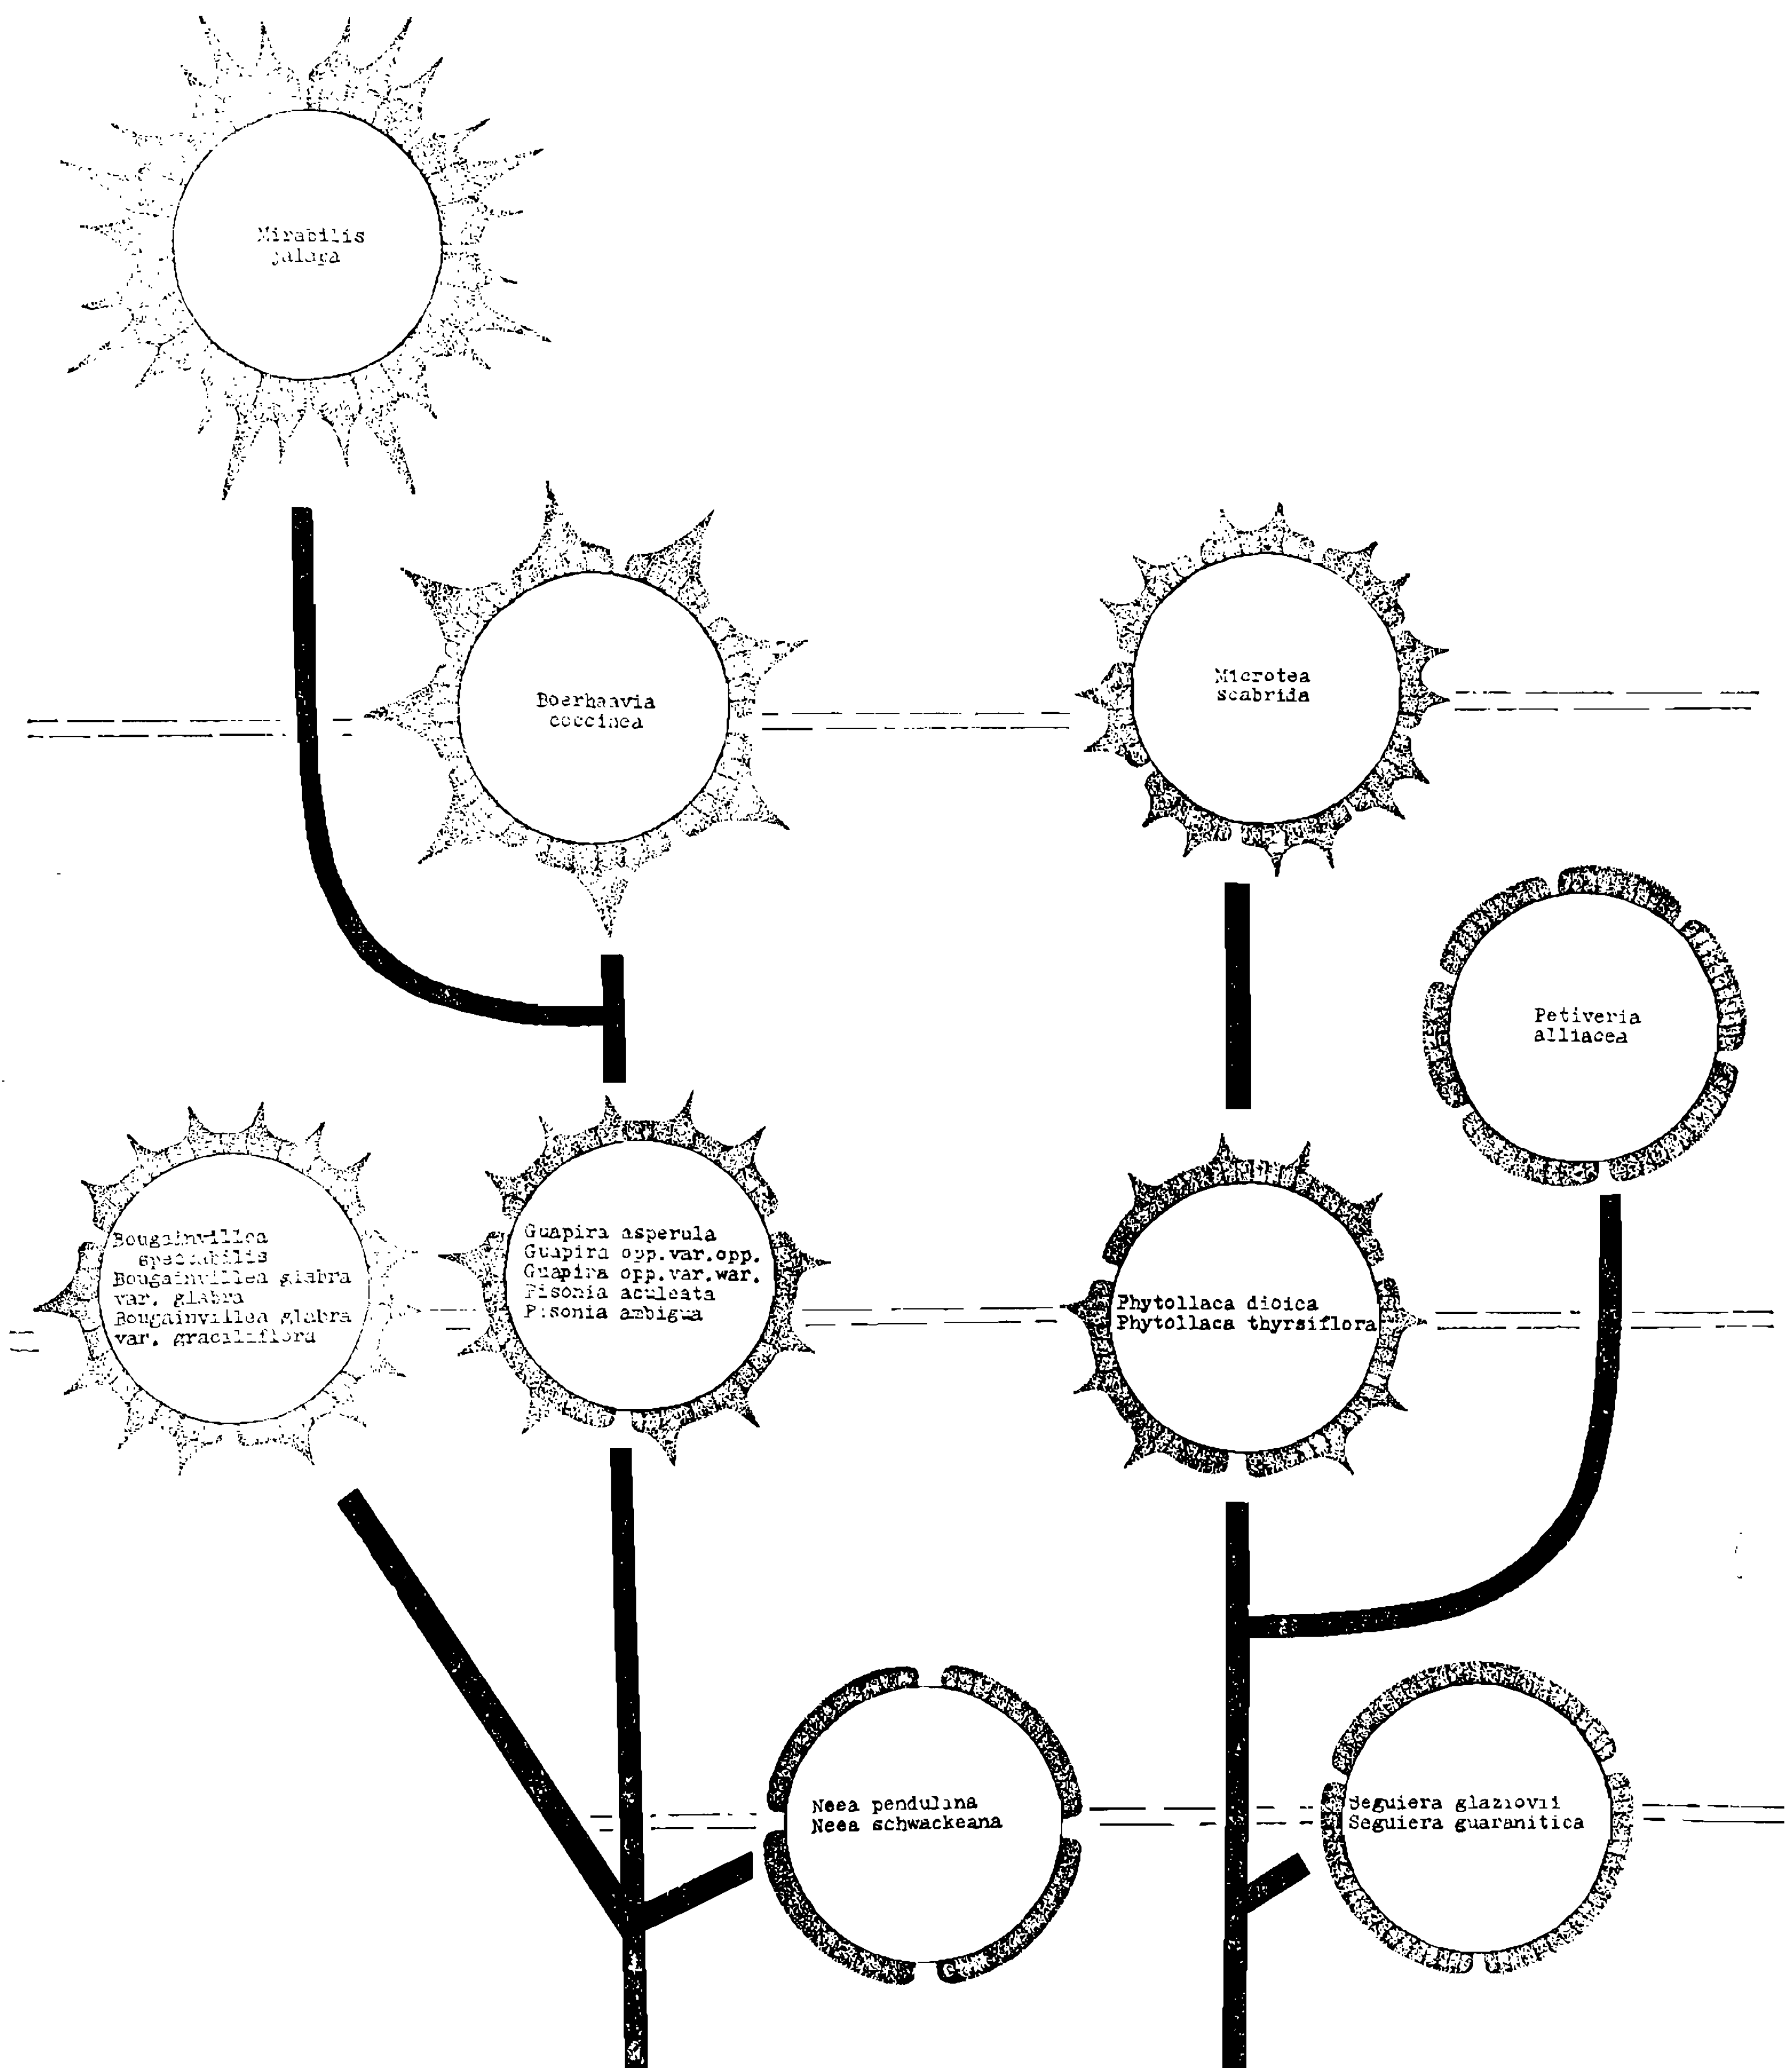 Mirabilis
jalapa
Boerhaavia
coccinea
Microtea
scabrida
Petiveria
alliacea
Bougainvillea
spectabilis
Bougainvillea glabra
var. glabra
Bougainvillea glabra
var. graciliflora
Guapira asperula
Guapira opp.var.opp.
Guapira opp.var.war.
Pisonia aculeata
Pisonia ambigua
Phytollaca dioica
Phytollaca thyrsiflora
Neea pendulina
Neea schwackeana
Seguiera glaziovii
Seguiera guaranitica